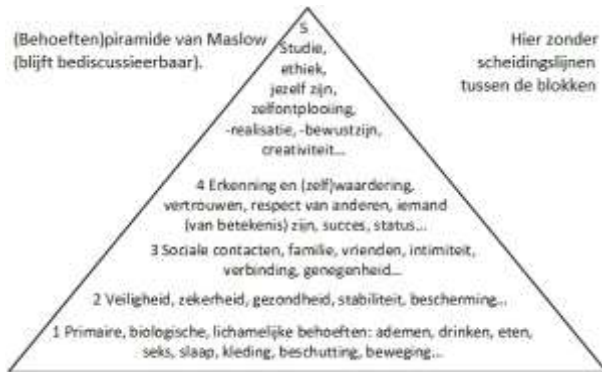 (Behoeften)piramide van Maslow
(blijft bediscussieerbaar).
Hier zonder
scheidingslijnen
tussen de blokken
5
Studie,
ethiek,
jezelf zijn,
zelfontplooiing,
-realisatie, -bewustzijn,
creativiteit...
4 Erkenning en (zelf)waardering,
vertrouwen, respect van anderen, iemand
(van betekenis) zijn, succes, status...
3 Sociale contacten, familie, vrienden, intimiteit,
verbinding, genegenheid...
2 Veiligheid, zekerheid, gezondheid, stabiliteit, bescherming...
1 Primaire, biologische, lichamelijke behoeften: ademen, drinken, eten,
seks, slaap, kleding, beschutting, beweging...